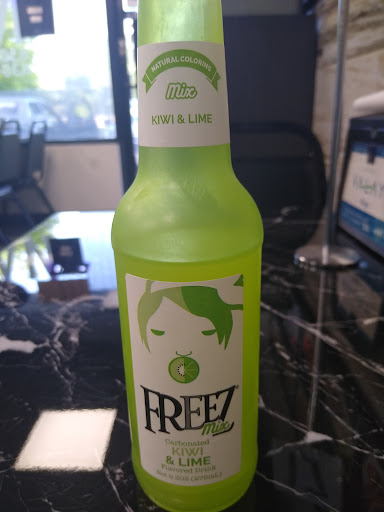 NATURAL COLORING
Mix
KIWI & LIME
FREEZ
Mix
Carbonated
KIWI
& LIME
Flavored Drink